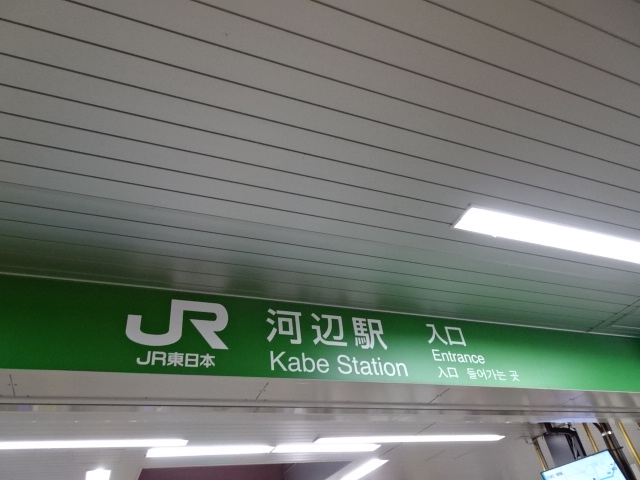 JR
JR東日本
河辺駅
Kabe Station
入口
Entrance
入口 들어가는 곳